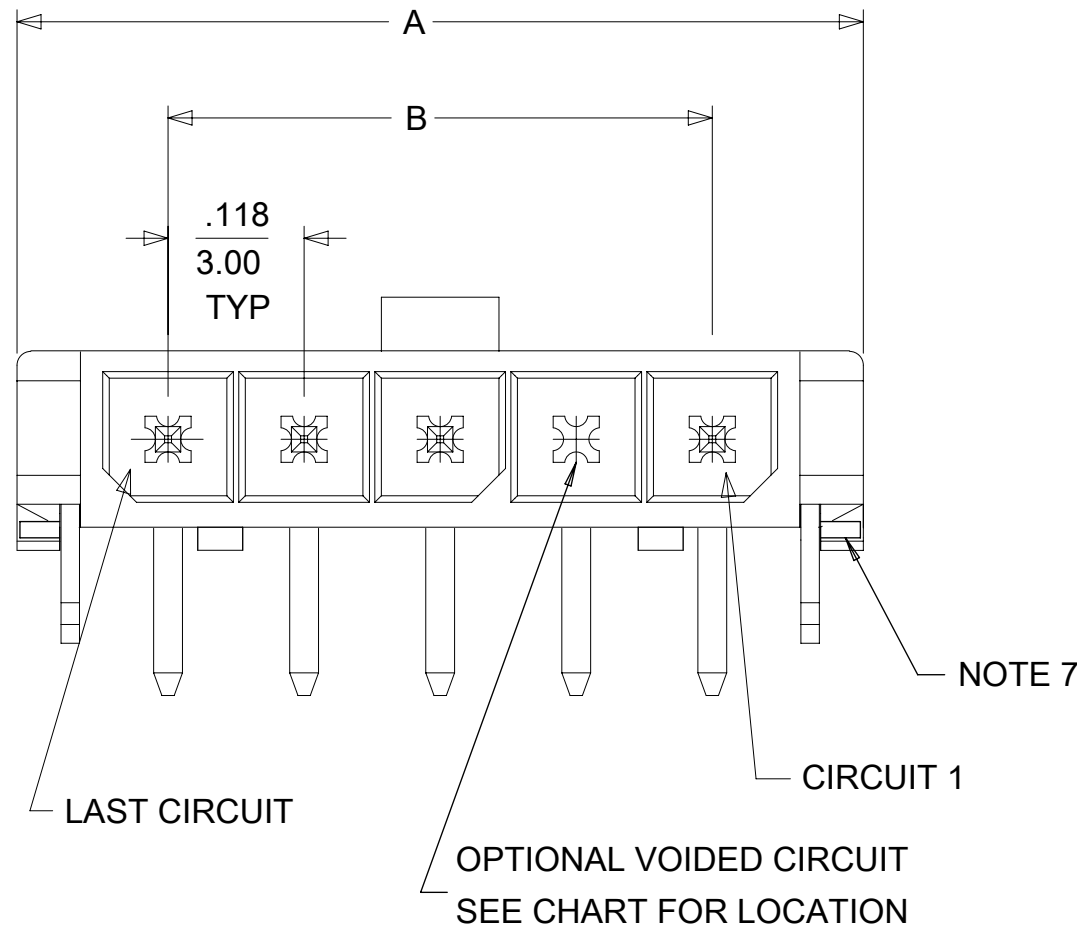 A
B
.118
3.00
TYP
NOTE 7
CIRCUIT 1
LAST CIRCUIT
OPTIONAL VOIDED CIRCUIT
SEE CHART FOR LOCATION